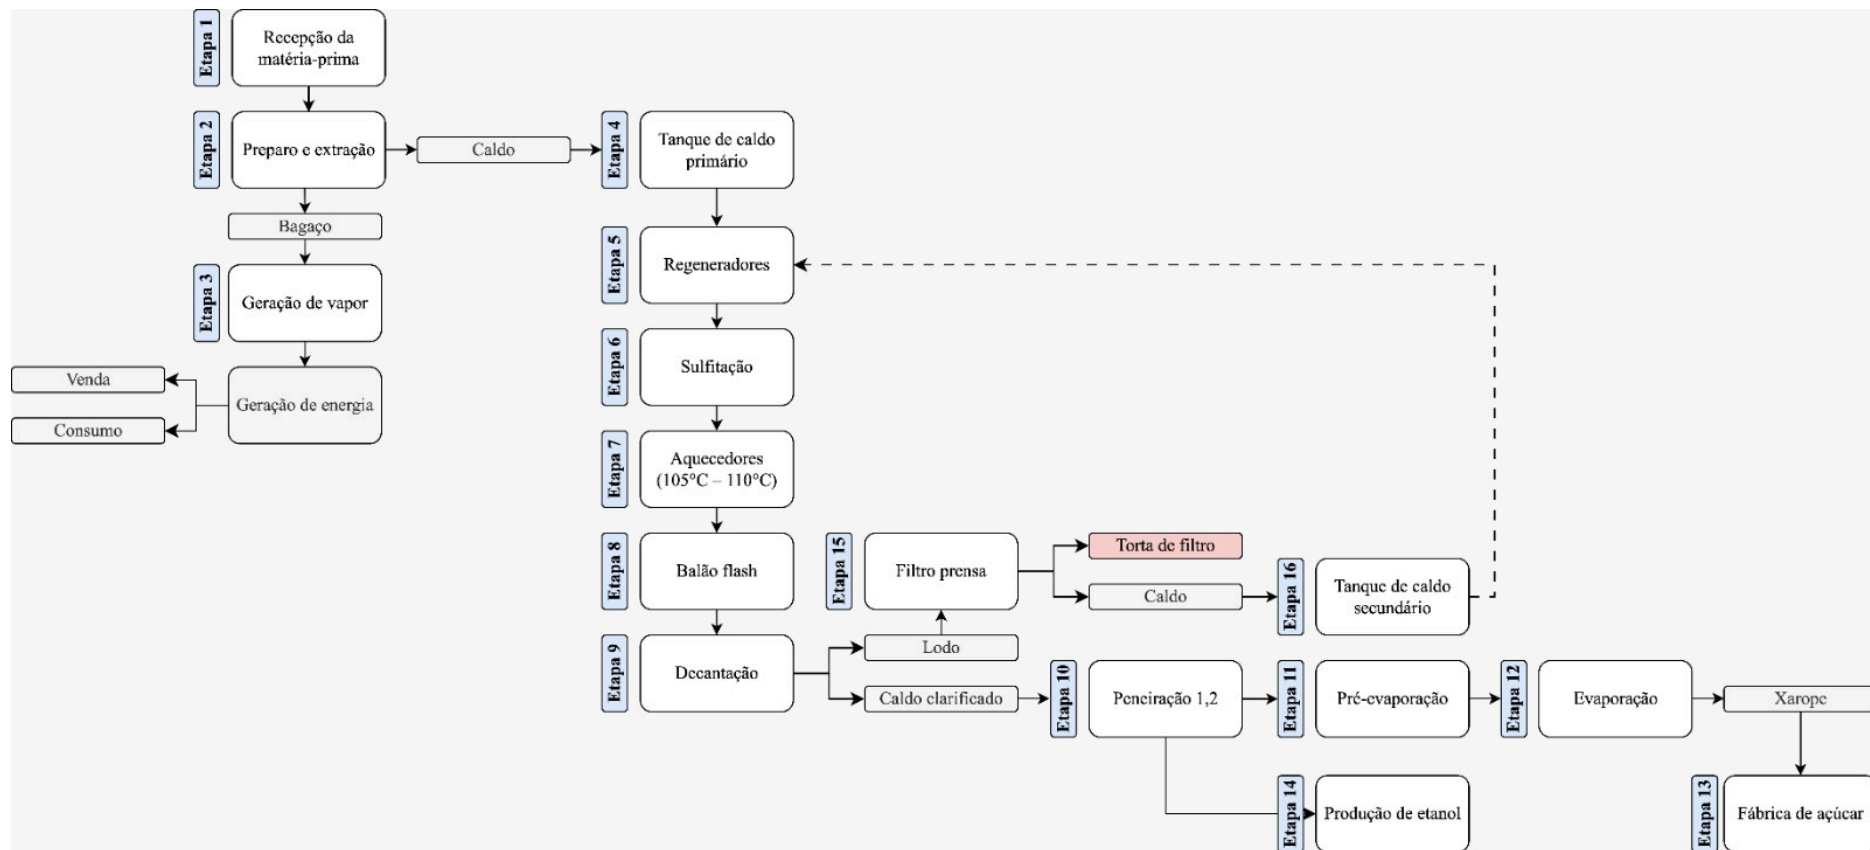 Etapa 1
Recepção da
matéria-prima
Etapa 2
Preparo e extração
Caldo
Etapa 4
Tanque de caldo
primário
Bagaço
Etapa 5
Regeneradores
Etapa 3
Geração de vapor
Etapa 6
Sulfitação
Venda
Geração de energia
Consumo
Etapa 7
Aquecedores
(105°C – 110°C)
Etapa 8
Balão flash
Etapa 15
Filtro prensa
Torta de filtro
Caldo
Etapa 16
Tanque de caldo
secundário
Etapa 9
Decantação
Lodo
Caldo clarificado
Etapa 10
Peneiração 1,2
Etapa 11
Pré-evaporação
Etapa 12
Evaporação
Xarope
Etapa 14
Produção de etanol
Etapa 13
Fábrica de açúcar